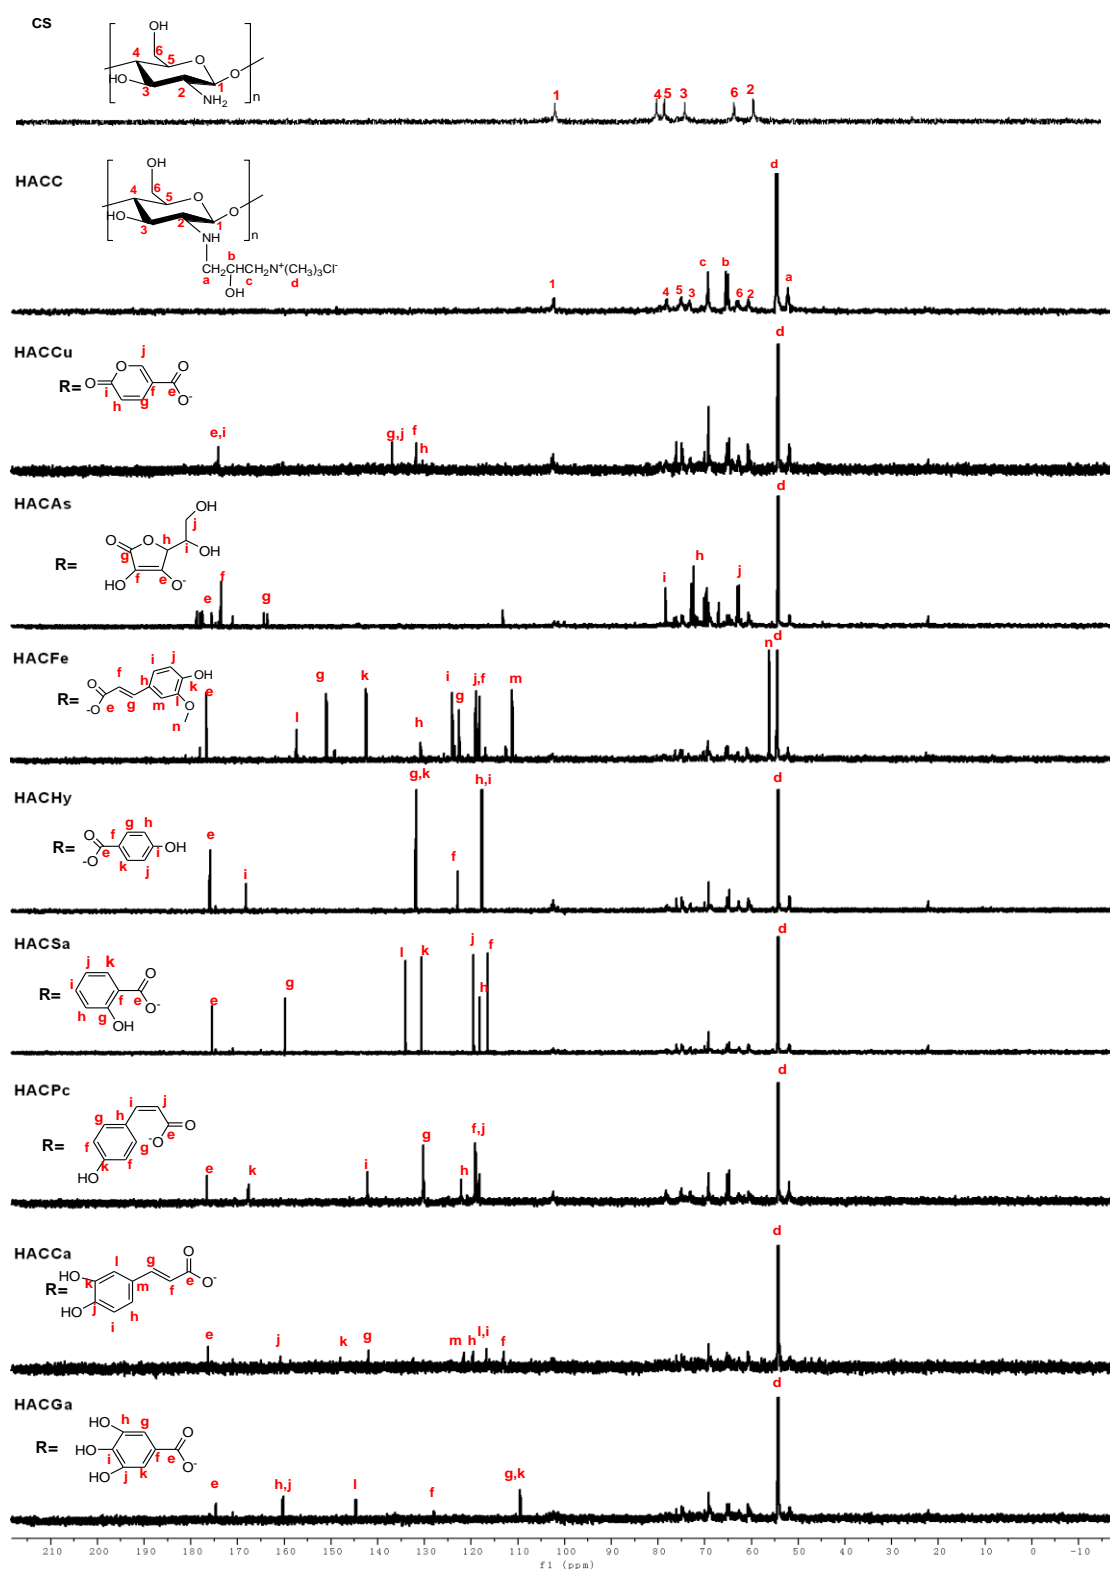 CS
OH
6
4
5
O
HO
3
2
1
O
NH₂
n
1
4
5
3
6
2
HACC
OH
6
4
5
O
HO
3
2
1
O
NH
n
b
CH₂CHCH₂N⁺(CH₃)₃Cl⁻
a
c
d
OH
1
4
5
3
c
b
6
2
d
a
HACCu
R=
O
O
j
O
i
f
e
O⁻
h
g
e,i
g,j
f
h
d
HACAs
R=
OH
j
O
O
h
g
i
OH
HO
f
e
O⁻
e
f
g
i
h
j
d
HACFe
R=
f
i
j
OH
O
h
k
-O
e
g
m
l
O
n
e
l
g
k
h
i
g
j,f
m
n
d
HACHy
R=
O
f
g
h
e
-O
i
OH
k
j
e
i
g,k
f
h,i
d
HACSa
R=
j
k
O
i
f
e
O⁻
h
g
OH
e
g
l
k
j
h
f
d
HACPc
R=
i
j
g
h
O
f
⁻O
e
g
k
f
HO
e
k
i
g
h
f,j
d
HACCa
R=
l
g
O
HO
k
m
f
e
O⁻
HO
j
i
h
e
j
k
g
m
h
l,i
f
d
HACGa
R=
HO
h
g
O
HO
i
f
e
O⁻
HO
j
k
e
h,j
l
f
g,k
d
210 200 190 180 170 160 150 140 130 120 110 100 90 80 70 60 50 40 30 20 10 0 -10
f1 (ppm)